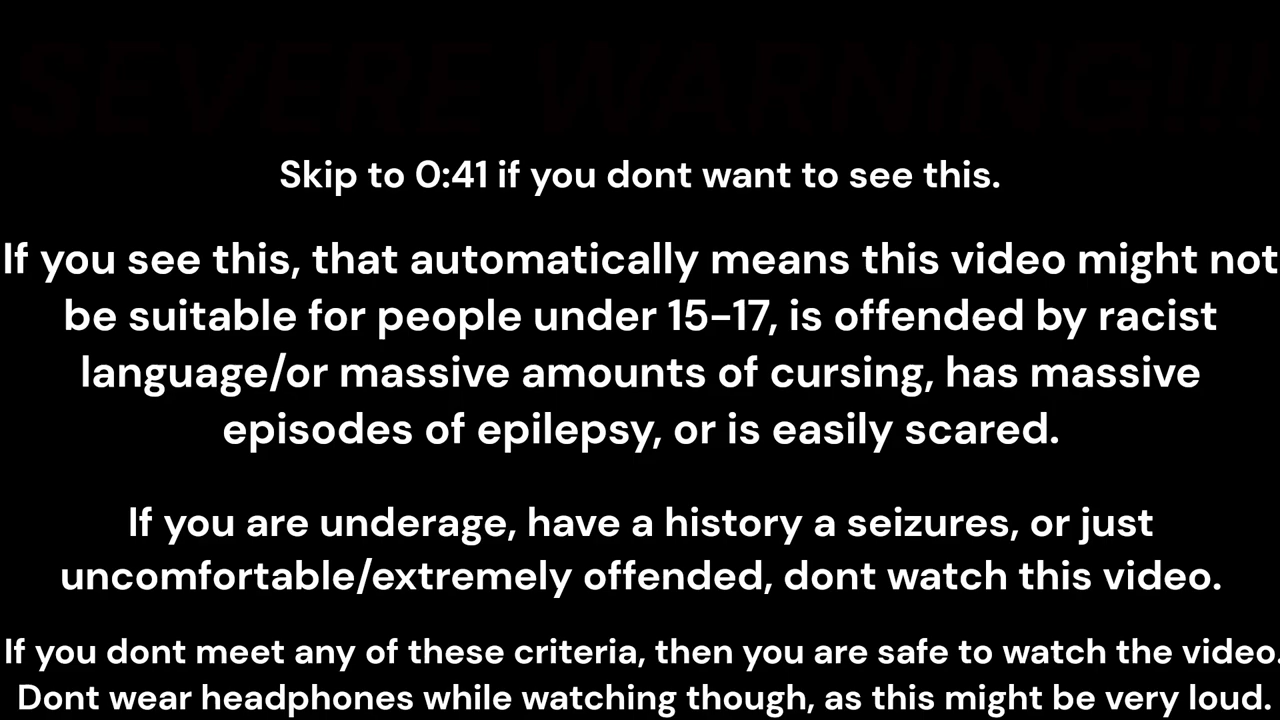 SEVERE WARNING!!!
Skip to 0:41 if you dont want to see this.
If you see this, that automatically means this video might not
be suitable for people under 15-17, is offended by racist
language/or massive amounts of cursing, has massive
episodes of epilepsy, or is easily scared.
If you are underage, have a history a seizures, or just
uncomfortable/extremely offended, dont watch this video.
If you dont meet any of these criteria, then you are safe to watch the video.
Dont wear headphones while watching though, as this might be very loud.